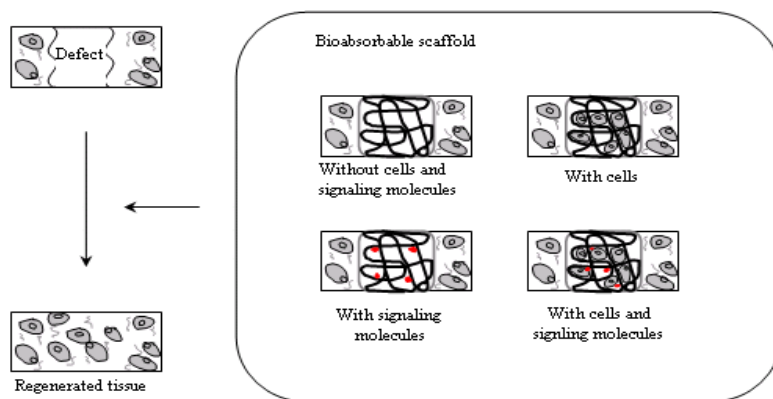 Defect
Bioabsorbable scaffold
Without cells and
signaling molecules
With cells
With signaling
molecules
With cells and
signling molecules
Regenerated tissue